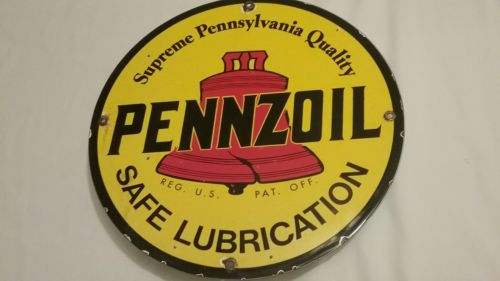 Supreme Pennsylvania Quality
PENNZOIL
REG. U.S. PAT. OFF.
SAFE LUBRICATION